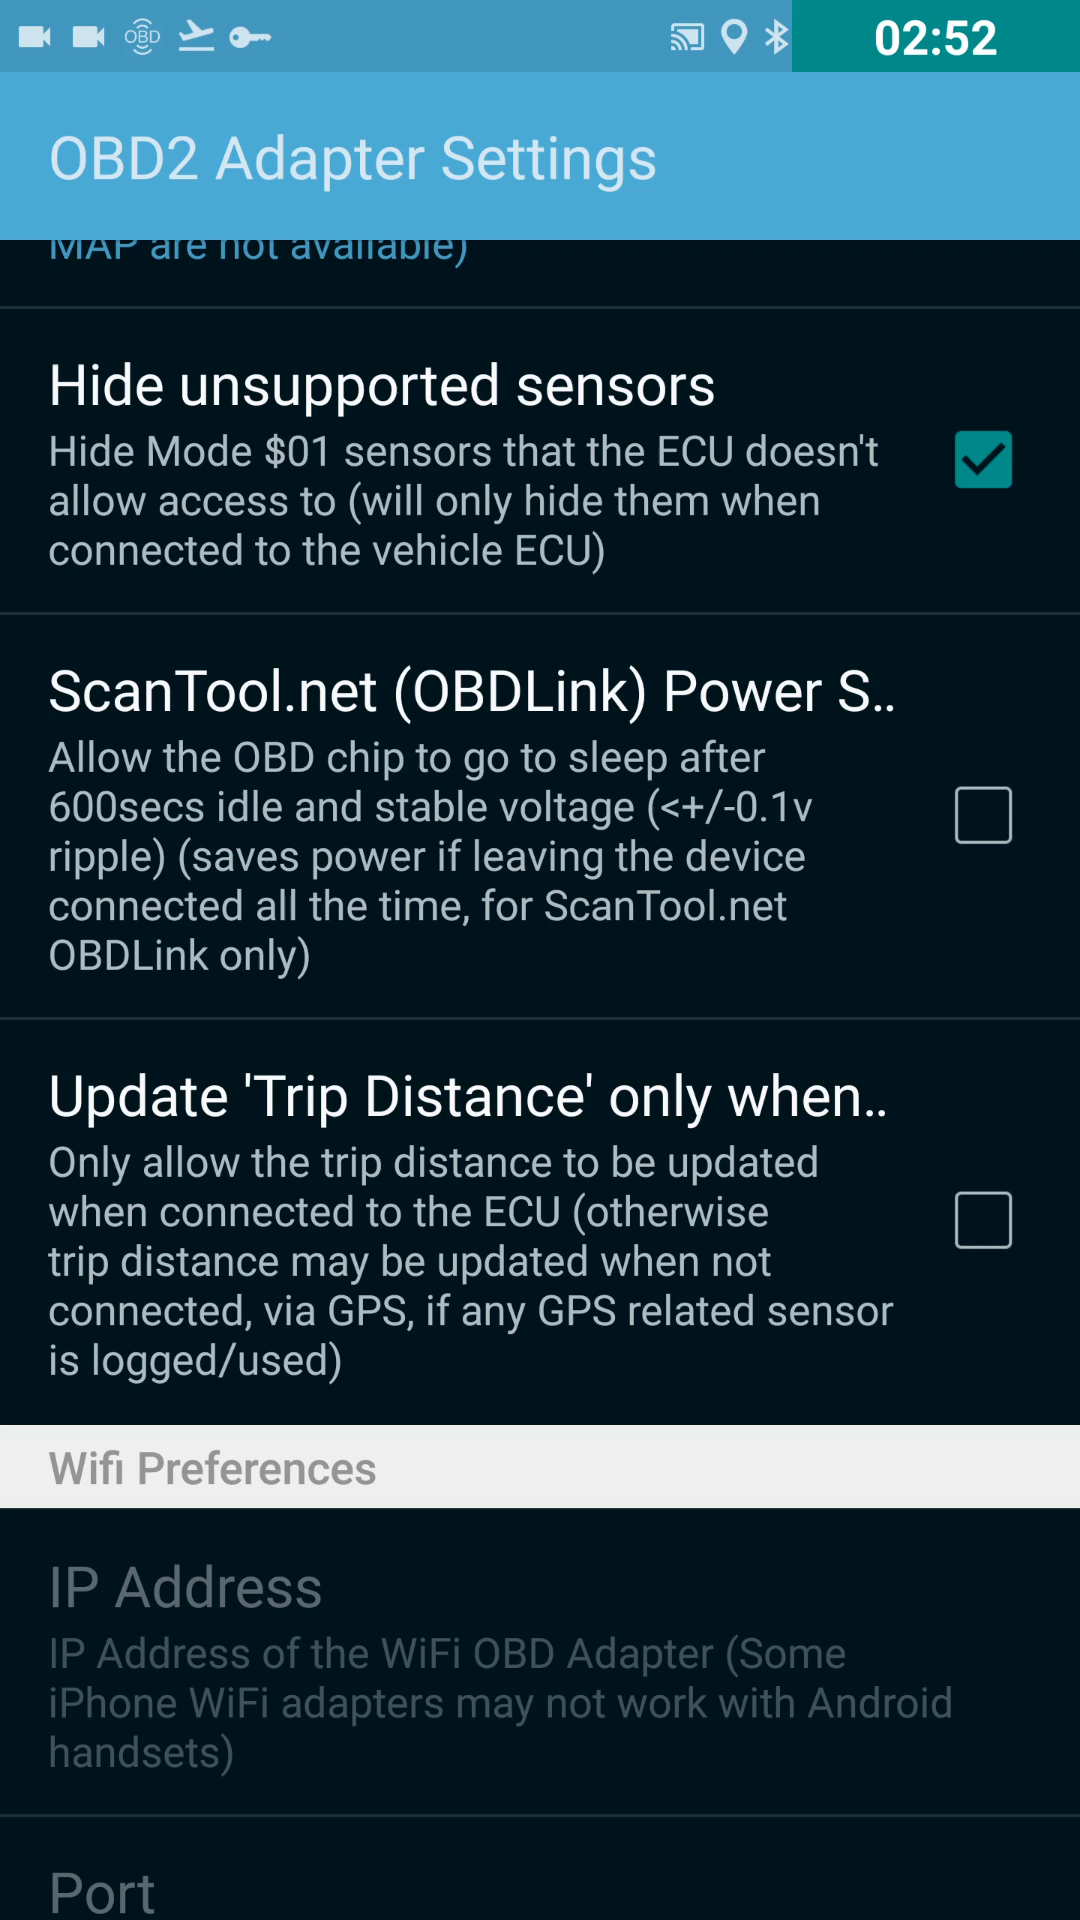 OBD
02:52
OBD2 Adapter Settings
MAP are not available)
Hide unsupported sensors
Hide Mode $01 sensors that the ECU doesn't
allow access to (will only hide them when
connected to the vehicle ECU)
ScanTool.net (OBDLink) Power S..
Allow the OBD chip to go to sleep after
600secs idle and stable voltage (<+/-0.1v
ripple) (saves power if leaving the device
connected all the time, for ScanTool.net
OBDLink only)
Update 'Trip Distance' only when..
Only allow the trip distance to be updated
when connected to the ECU (otherwise
trip distance may be updated when not
connected, via GPS, if any GPS related sensor
is logged/used)
Wifi Preferences
IP Address
IP Address of the WiFi OBD Adapter (Some
iPhone WiFi adapters may not work with Android
handsets)
Port